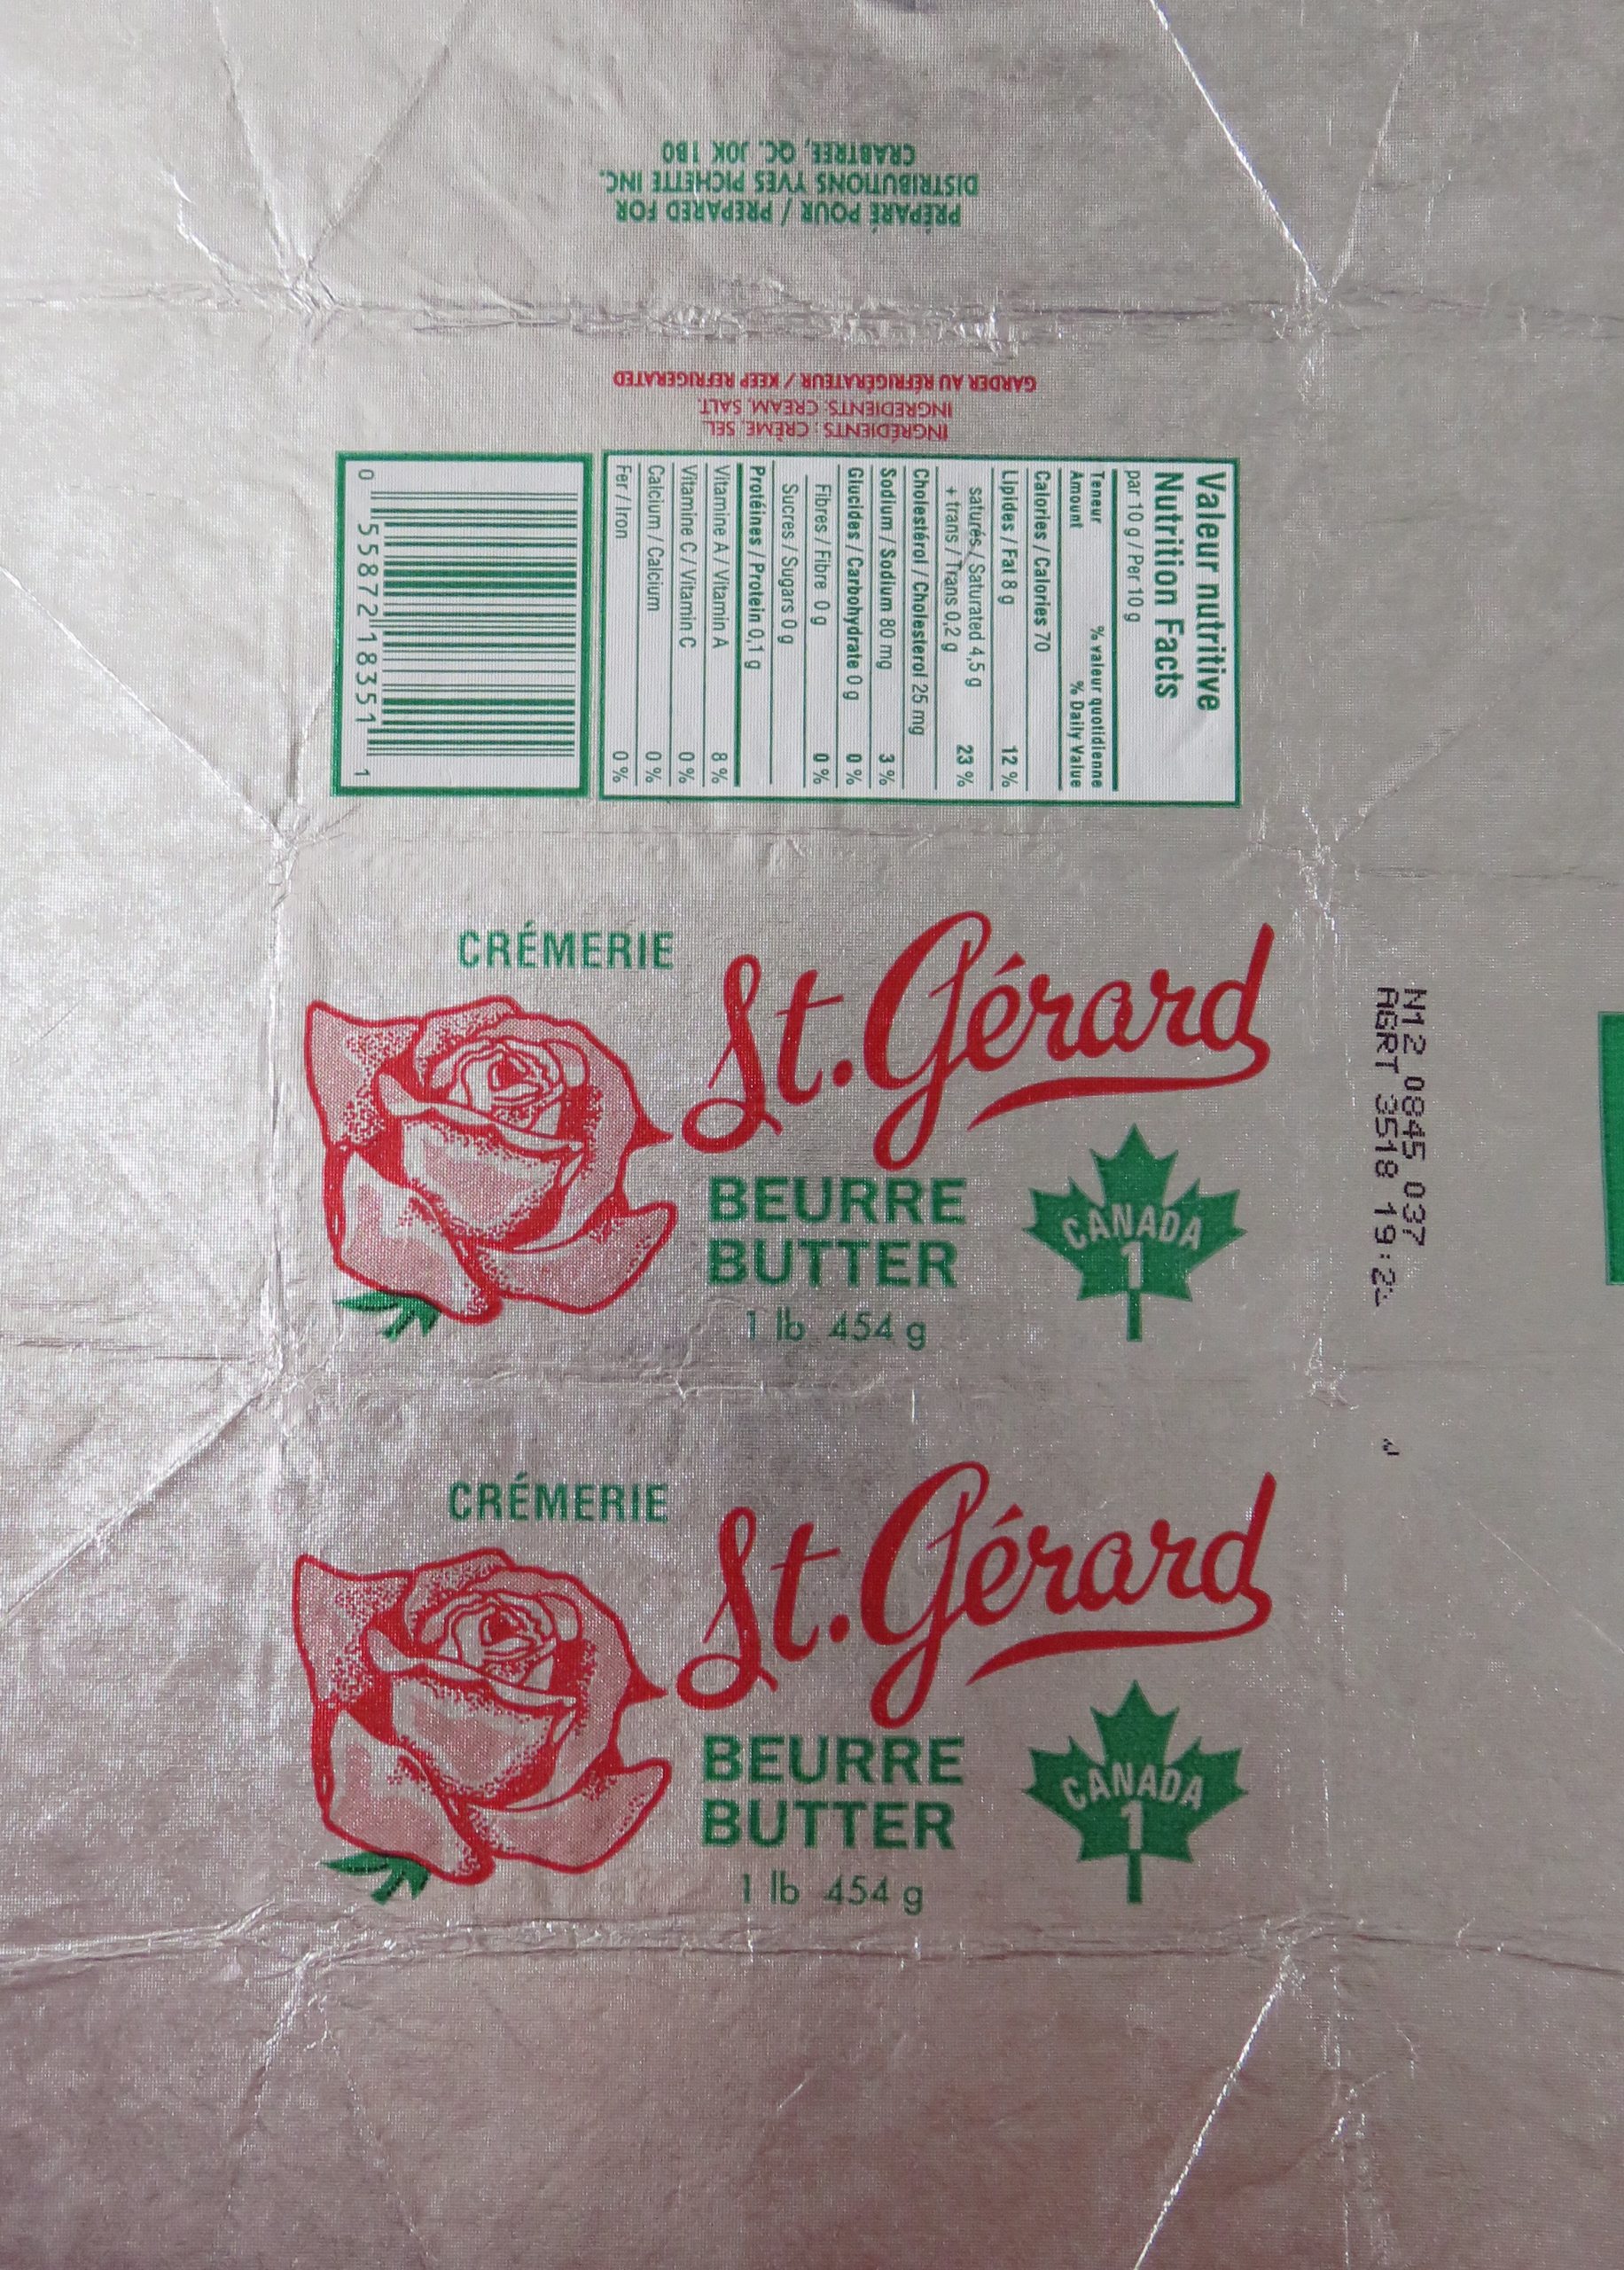 PRÉPARÉ POUR / PREPARED FOR
DISTRIBUTIONS YVES PICHETTE INC.
CRABTREE, QC. J0K 1B0
INGRÉDIENTS : CRÈME, SEL.
INGREDIENTS: CREAM, SALT.
GARDER AU RÉFRIGÉRATEUR / KEEP REFRIGERATED
Valeur nutritive
Nutrition Facts
par 10 g / Per 10 g
Teneur % valeur quotidienne
Amount % Daily Value
Calories / Calories 70
Lipides / Fat 8 g 12 %
saturés / Saturated 4,5 g
+ trans / Trans 0,2 g 23 %
Cholestérol / Cholesterol 25 mg
Sodium / Sodium 80 mg 3 %
Glucides / Carbohydrate 0 g 0 %
Fibres / Fibre 0 g 0 %
Sucres / Sugars 0 g
Protéines / Protein 0,1 g
Vitamine A / Vitamin A 8 %
Vitamine C / Vitamin C 0 %
Calcium / Calcium 0 %
Fer / Iron 0 %
0 55872 18351 1
CRÉMERIE
St. Gérard
BEURRE
BUTTER
1 lb 454 g
CANADA
1
N12 0845 037
AGRT 3518
CRÉMERIE
St. Gérard
BEURRE
BUTTER
1 lb 454 g
CANADA
1